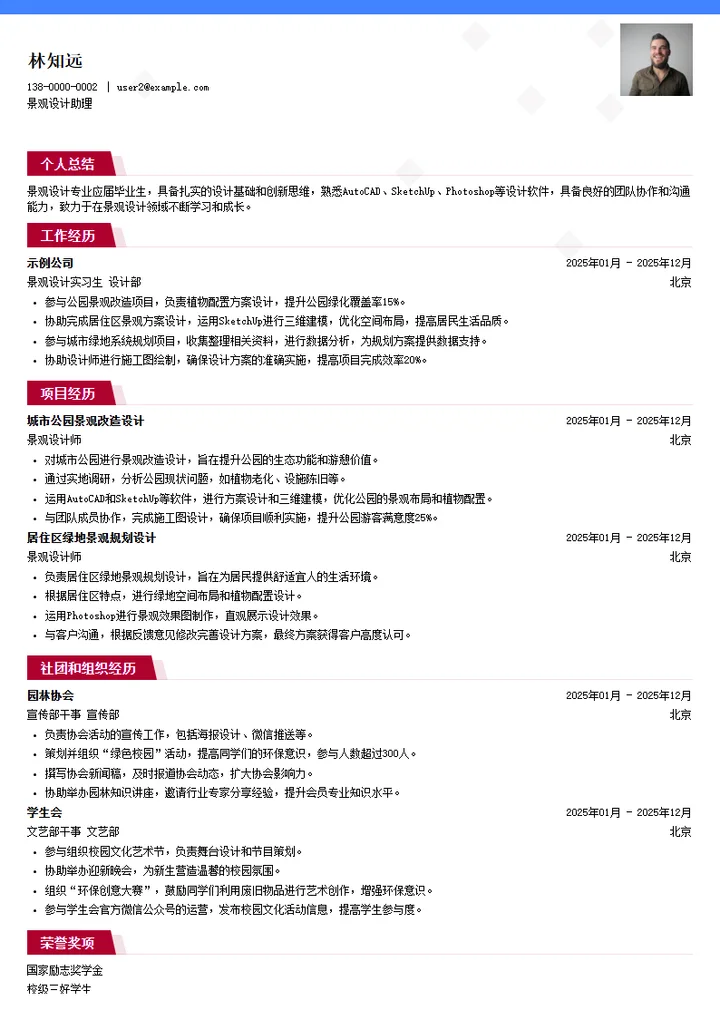 林知远
138-0000-0002 | user2@example.com
景观设计助理
个人总结
景观设计专业应届毕业生，具备扎实的设计基础和创新思维，熟悉AutoCAD、SketchUp、Photoshop等设计软件，具备良好的团队协作和沟通
能力，致力于在景观设计领域不断学习和成长。
工作经历
示例公司 2025年01月 - 2025年12月
景观设计实习生 设计部 北京
• 参与公园景观改造项目，负责植物配置方案设计，提升公园绿化覆盖率15%。
• 协助完成居住区景观方案设计，运用SketchUp进行三维建模，优化空间布局，提高居民生活品质。
• 参与城市绿地系统规划项目，收集整理相关资料，进行数据分析，为规划方案提供数据支持。
• 协助设计师进行施工图绘制，确保设计方案的准确实施，提高项目完成效率20%。
项目经历
城市公园景观改造设计 2025年01月 - 2025年12月
景观设计师 北京
• 对城市公园进行景观改造设计，旨在提升公园的生态功能和游憩价值。
• 通过实地调研，分析公园现状问题，如植物老化、设施陈旧等。
• 运用AutoCAD和SketchUp等软件，进行方案设计和三维建模，优化公园的景观布局和植物配置。
• 与团队成员协作，完成施工图设计，确保项目顺利实施，提升公园游客满意度25%。
居住区绿地景观规划设计 2025年01月 - 2025年12月
景观设计师 北京
• 负责居住区绿地景观规划设计，旨在为居民提供舒适宜人的生活环境。
• 根据居住区特点，进行绿地空间布局和植物配置设计。
• 运用Photoshop进行景观效果图制作，直观展示设计效果。
• 与客户沟通，根据反馈意见修改完善设计方案，最终方案获得客户高度认可。
社团和组织经历
园林协会 2025年01月 - 2025年12月
宣传部干事 宣传部 北京
• 负责协会活动的宣传工作，包括海报设计、微信推送等。
• 策划并组织“绿色校园”活动，提高同学们的环保意识，参与人数超过300人。
• 撰写协会新闻稿，及时报道协会动态，扩大协会影响力。
• 协助举办园林知识讲座，邀请行业专家分享经验，提升会员专业知识水平。
学生会 2025年01月 - 2025年12月
文艺部干事 文艺部 北京
• 参与组织校园文化艺术节，负责舞台设计和节目策划。
• 协助举办迎新晚会，为新生营造温馨的校园氛围。
• 组织“环保创意大赛”，鼓励同学们利用废旧物品进行艺术创作，增强环保意识。
• 参与学生会官方微信公众号的运营，发布校园文化活动信息，提高学生参与度。
荣誉奖项
国家励志奖学金
校级三好学生